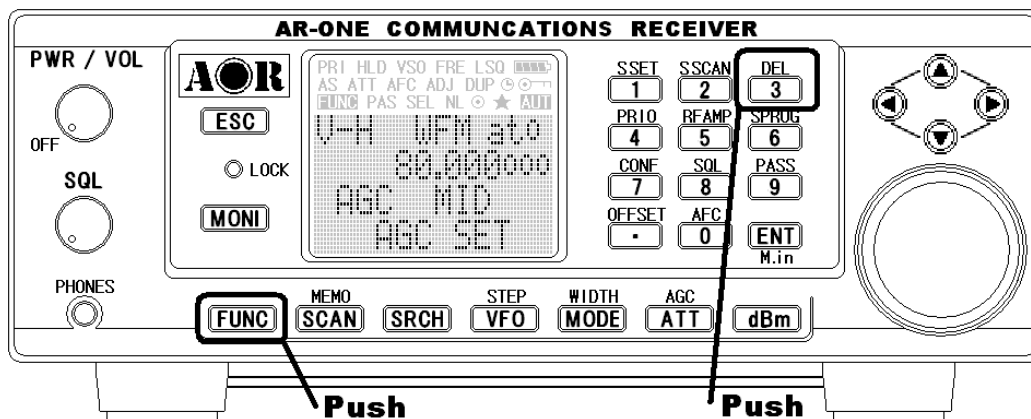 AR-ONE COMMUNCATIONS RECEIVER
PWR / VOL
OFF
SQL
PHONES
AOR
ESC
LOCK
MONI
PRI HLD VSO FRE LSQ
AS ATT AFC ADJ DUP
FUNC PAS SEL NL AUT
V-H WFM ato
80.000000
AGC MID
AGC SET
SSET SSCAN DEL
1 2 3
PRIO RFAMP SPRUG
4 5 6
CONF SQL PASS
7 8 9
OFFSET AFC
. 0 ENT
M.in
MEMO STEP WIDTH AGC
FUNC SCAN SRCH VFO MODE ATT dBm
Push Push